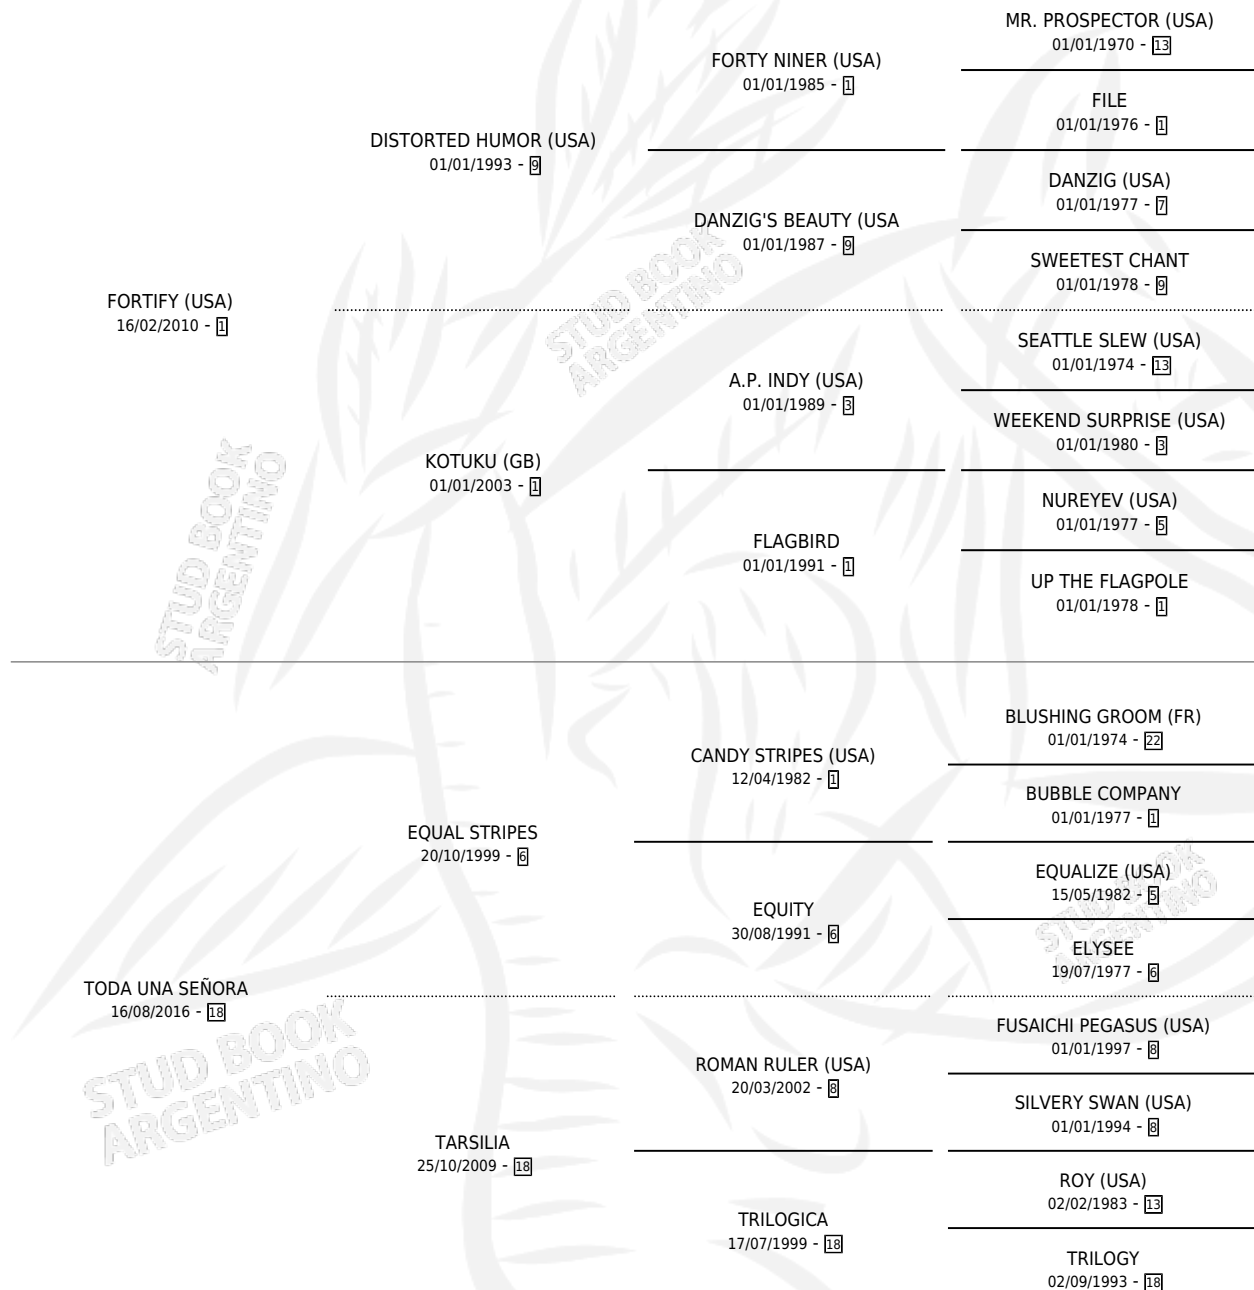 MR. PROSPECTOR (USA)
01/01/1970 - 13
FORTY NINER (USA)
01/01/1985 - 1
FILE
01/01/1976 - 1
DISTORTED HUMOR (USA)
01/01/1993 - 9
DANZIG (USA)
01/01/1977 - 7
DANZIG'S BEAUTY (USA
01/01/1987 - 9
SWEETEST CHANT
01/01/1978 - 9
FORTIFY (USA)
16/02/2010 - 1
SEATTLE SLEW (USA)
01/01/1974 - 13
A.P. INDY (USA)
01/01/1989 - 3
WEEKEND SURPRISE (USA)
01/01/1980 - 3
KOTUKU (GB)
01/01/2003 - 1
NUREYEV (USA)
01/01/1977 - 5
FLAGBIRD
01/01/1991 - 1
UP THE FLAGPOLE
01/01/1978 - 1
STUD BOOK
ARGENTINO
STUD BOOK
ARGENTINO
BLUSHING GROOM (FR)
01/01/1974 - 22
CANDY STRIPES (USA)
12/04/1982 - 1
BUBBLE COMPANY
01/01/1977 - 1
EQUAL STRIPES
20/10/1999 - 6
EQUALIZE (USA)
15/05/1982 - 5
EQUITY
30/08/1991 - 6
ELYSEE
19/07/1977 - 6
TODA UNA SEÑORA
16/08/2016 - 18
FUSAICHI PEGASUS (USA)
01/01/1997 - 8
ROMAN RULER (USA)
20/03/2002 - 8
SILVERY SWAN (USA)
01/01/1994 - 8
TARSILIA
25/10/2009 - 18
ROY (USA)
02/02/1983 - 13
TRILOGICA
17/07/1999 - 18
TRILOGY
02/09/1993 - 18
STUD BOOK
ARGENTINO
STUD BOOK
ARGENTINO